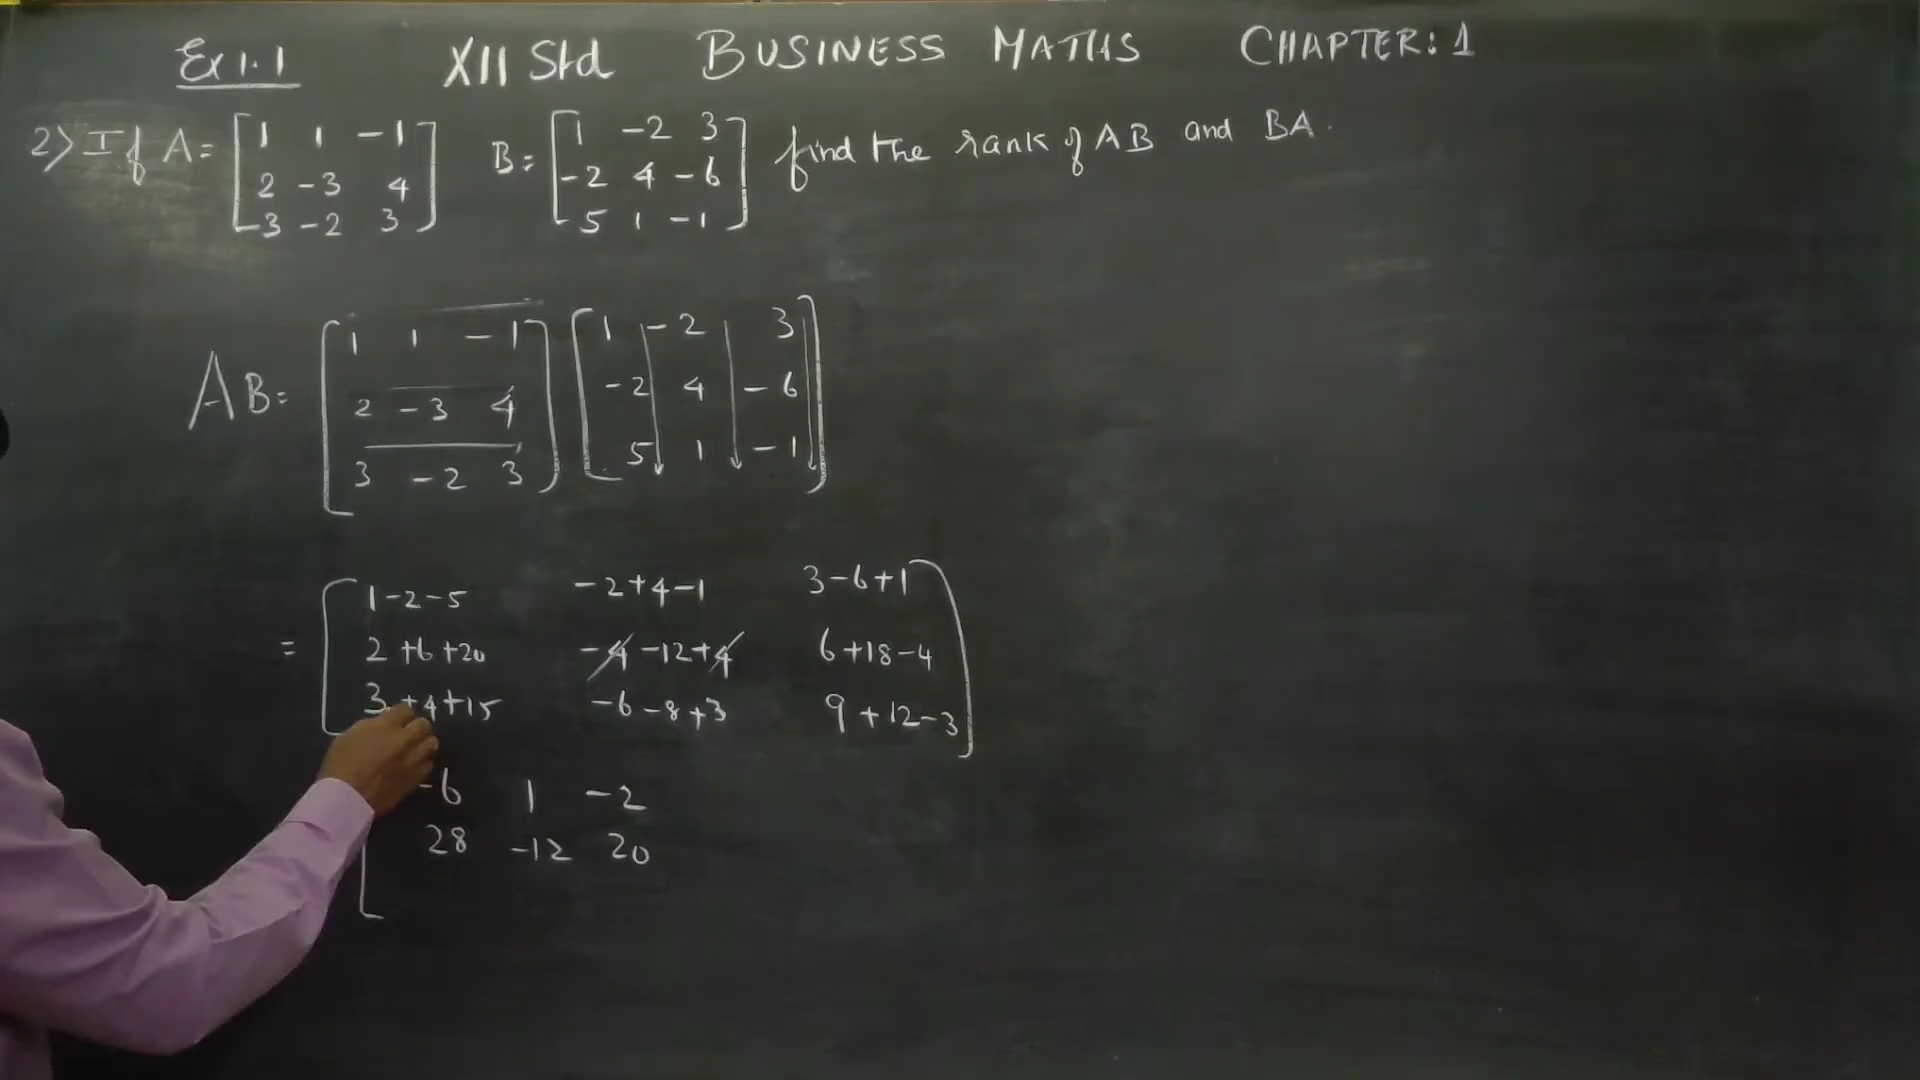 Ex 1.1 XII Std BUSINESS MATHS CHAPTER: 1
2) If A = [ 1 1 -1 B = [ 1 -2 3 find the rank of AB and BA.
2 -3 4 -2 4 -6
3 -2 3 ] 5 1 -1 ]
AB = [ 1 1 -1 [ 1 -2 3
2 -3 4 -2 4 -6
3 -2 3 ] 5 1 -1 ]
= [ 1-2-5 -2+4-1 3-6+1
2+6+20 -4-12+4 6+18-4
3+4+15 -6-8+3 9+12-3 ]
[ -6 1 -2
28 -12 20